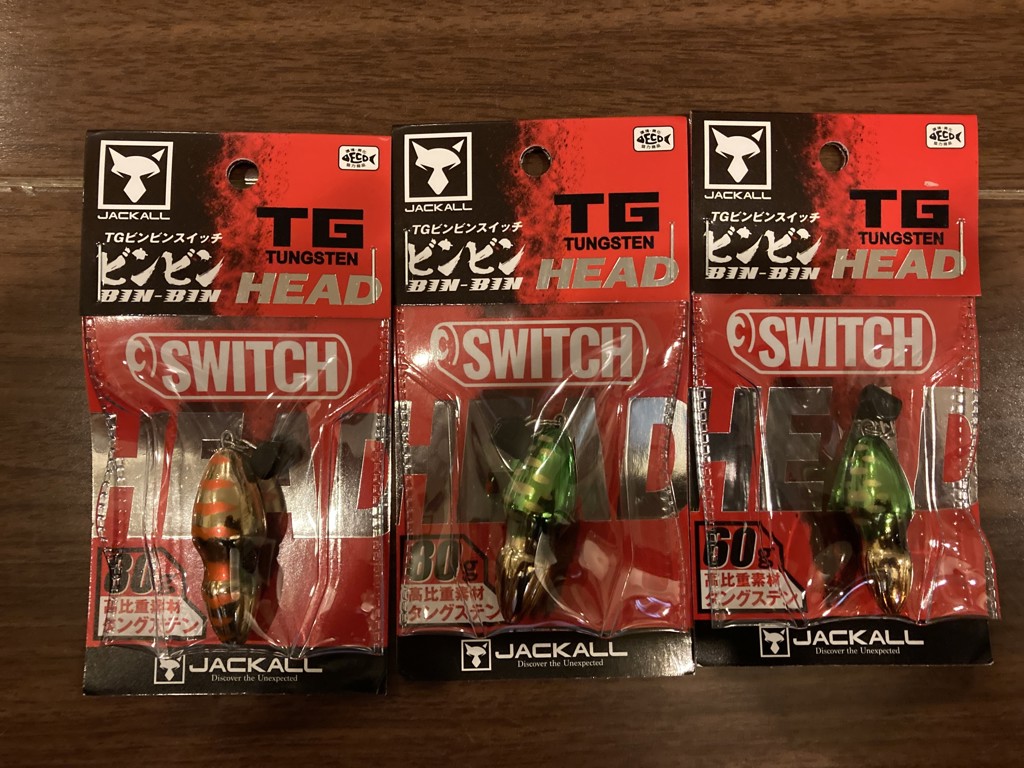 JACKALL
ECO
TG
TUNGSTEN
TGビンビンスイッチ
ビンビン
BIN-BIN
HEAD
SWITCH
HEAD
80g
高比重素材
タングステン
JACKALL
Discover the Unexpected
JACKALL
ECO
TG
TUNGSTEN
TGビンビンスイッチ
ビンビン
BIN-BIN
HEAD
SWITCH
HEAD
80g
高比重素材
タングステン
JACKALL
Discover the Unexpected
JACKALL
ECO
TG
TUNGSTEN
TGビンビンスイッチ
ビンビン
BIN-BIN
HEAD
SWITCH
HEAD
60g
高比重素材
タングステン
JACKALL
Discover the Unexpected